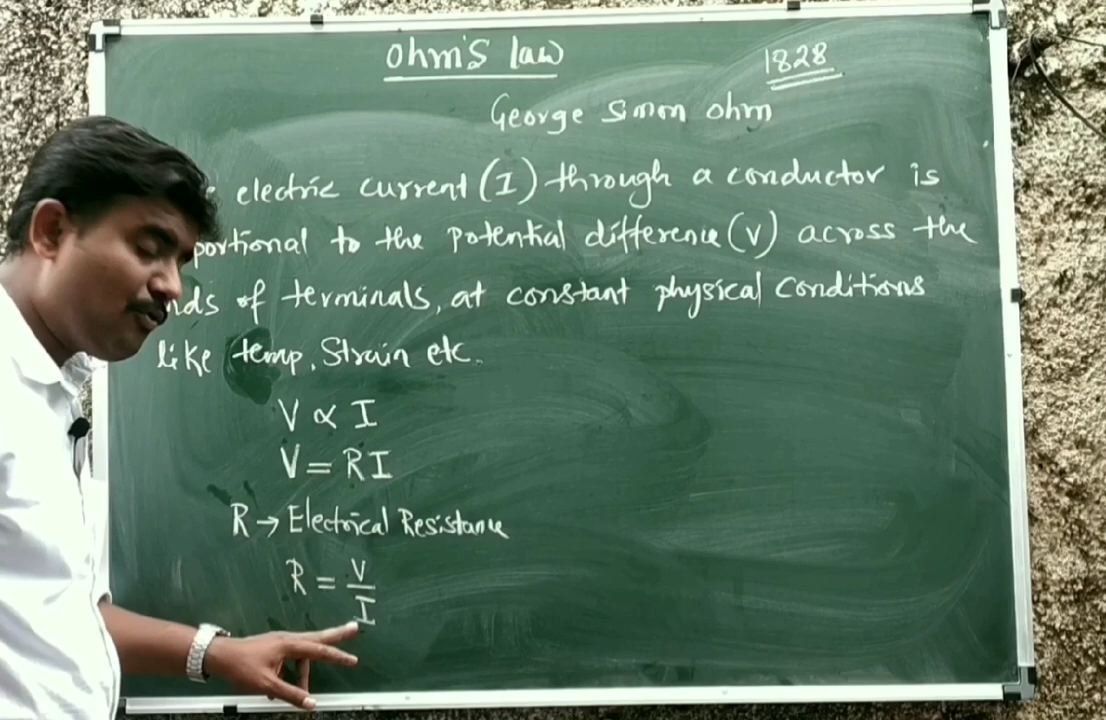 Ohm's law
1828
George Simon ohm
electric current (I) through a conductor is
portional to the potential difference (V) across the
nds of terminals, at constant physical conditions
like temp, Strain etc.
V ∝ I
V = RI
R → Electrical Resistance
R = V
I